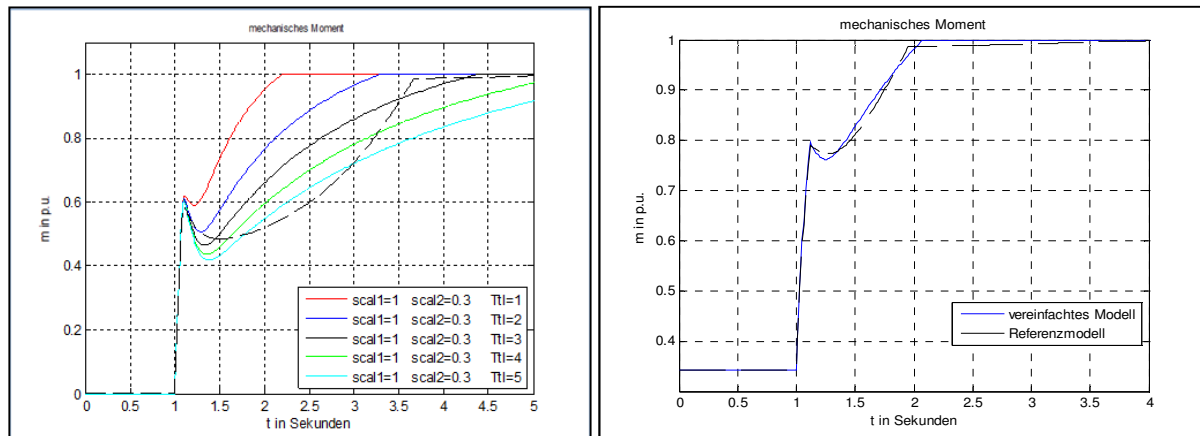 mechanisches Moment
m in p.u.
1
0.8
0.6
0.4
0.2
0
0 0.5 1 1.5 2 2.5 3 3.5 4 4.5 5
t in Sekunden
scal1=1 scal2=0.3 Ttl=1
scal1=1 scal2=0.3 Ttl=2
scal1=1 scal2=0.3 Ttl=3
scal1=1 scal2=0.3 Ttl=4
scal1=1 scal2=0.3 Ttl=5
mechanisches Moment
m in p.u.
1
0.9
0.8
0.7
0.6
0.5
0.4
0 0.5 1 1.5 2 2.5 3 3.5 4
t in Sekunden
vereinfachtes Modell
Referenzmodell